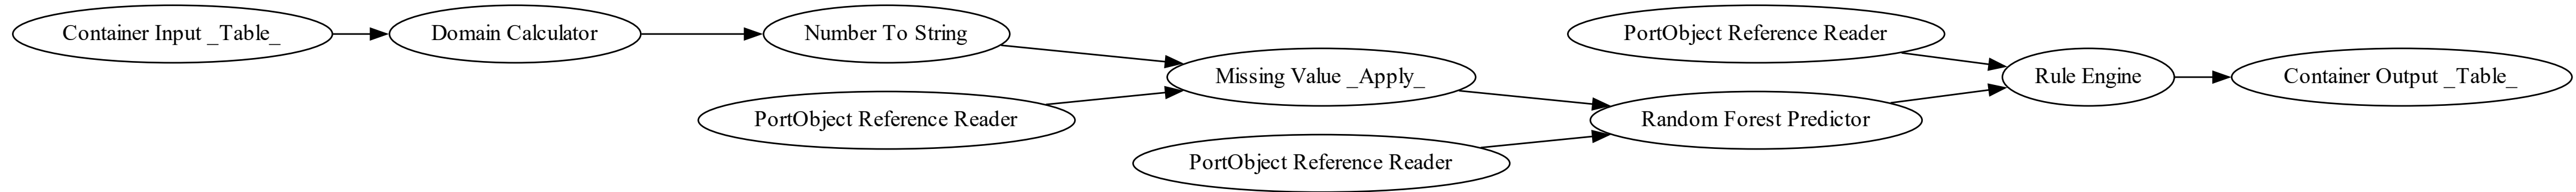 Container Input _Table_
Domain Calculator
Number To String
PortObject Reference Reader
Missing Value _Apply_
PortObject Reference Reader
PortObject Reference Reader
Random Forest Predictor
Rule Engine
Container Output _Table_